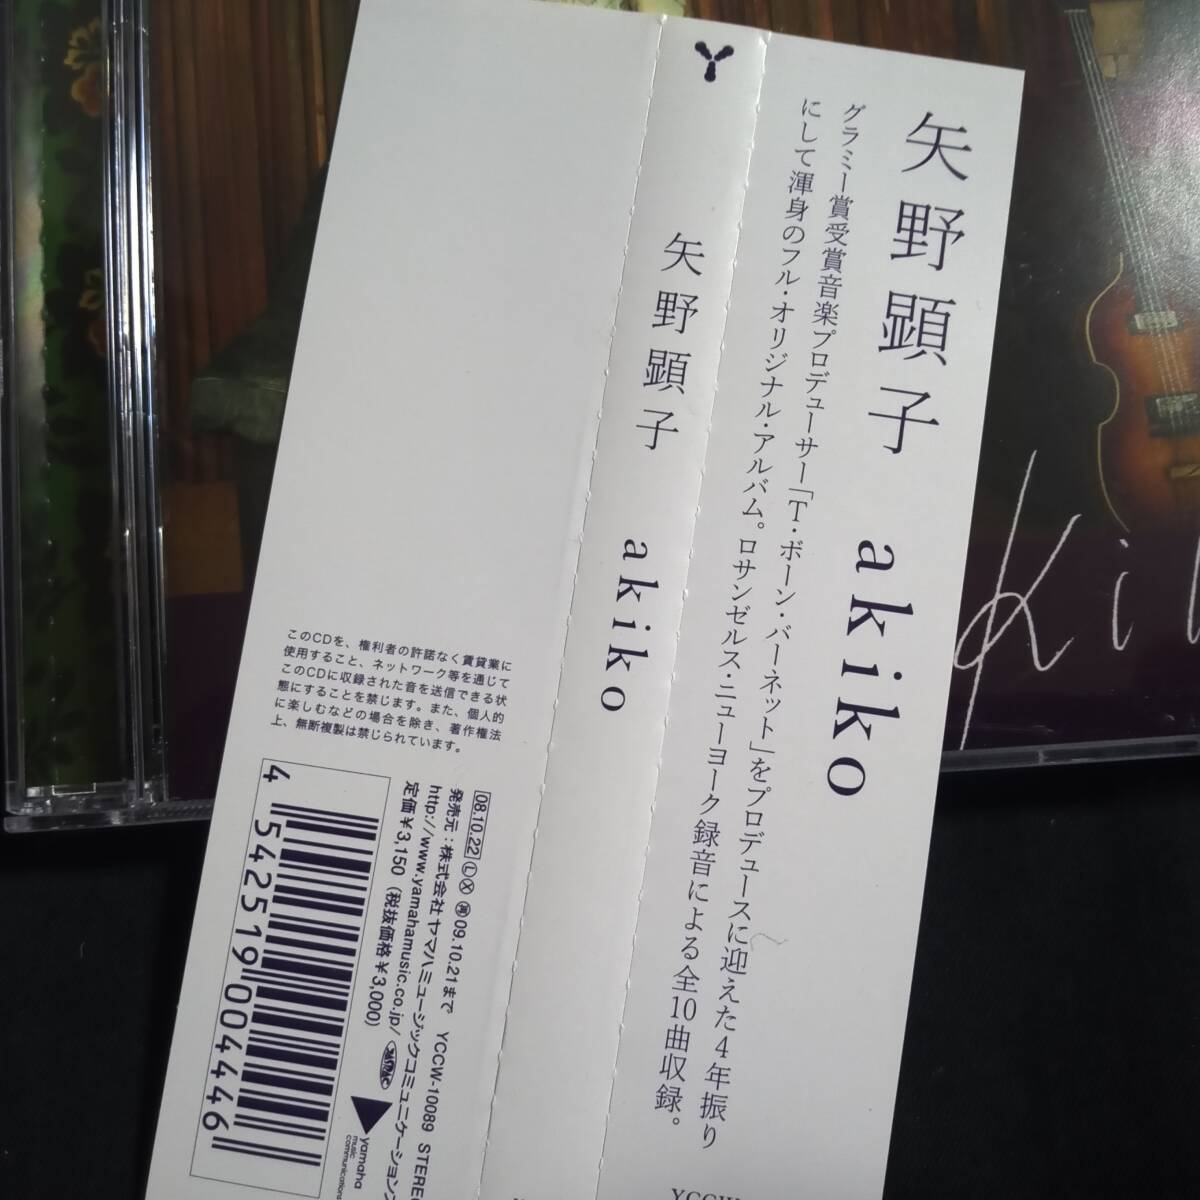 矢野顕子 akiko
グラミー賞受賞音楽プロデューサー「T・ボーン・バーネット」をプロデュースに迎えた4年振り
にして渾身のフル・オリジナル・アルバム。ロサンゼルス・ニューヨーク録音による全10曲収録。
矢野顕子 akiko
このCDを、権利者の許諾なく賃貸業に
使用すること、ネットワーク等を通じて
このCDに収録された音を送信できる状
態にすることを禁じます。また、個人的
に楽しむなどの場合を除き、著作権法
上、無断複製は禁じられています。
08.10.22 Ⓛ Ⓧ 再 09.10.21まで YCCW-10089 STEREO
発売元：株式会社ヤマハミュージックコミュニケーションズ
http://www.yamahamusic.co.jp/
定価¥3,150（税抜価格¥3,000）
4 542519 004446
yamaha
music
communications
Ki
YCCW